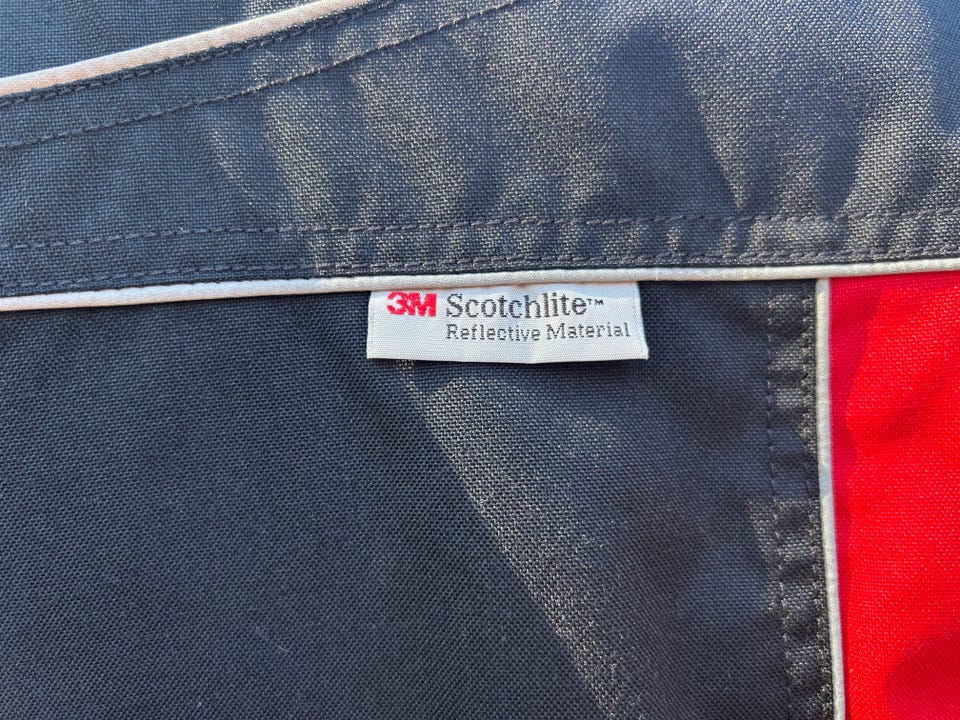 3M Scotchlite™
Reflective Material